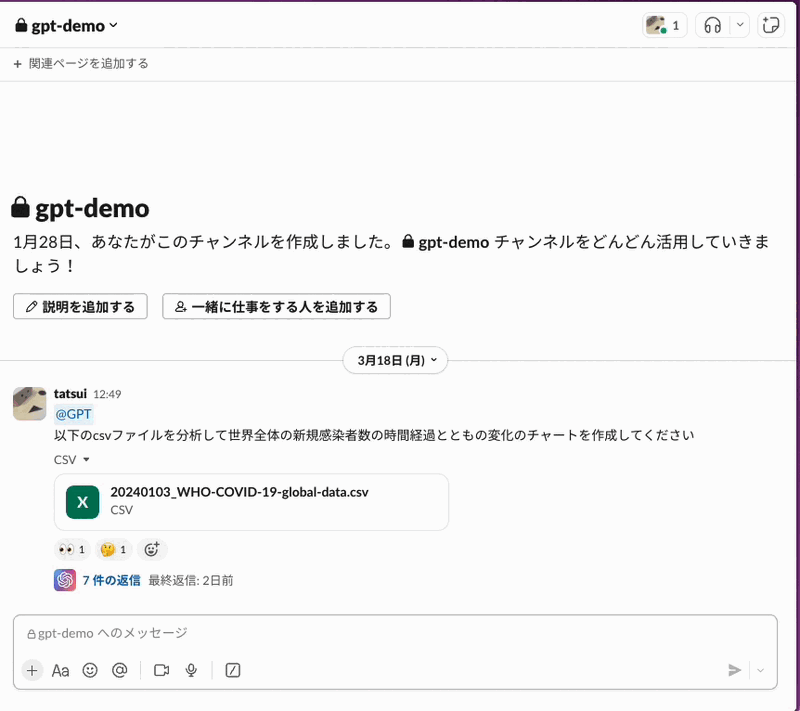 gpt-demo
1
+ 関連ページを追加する
gpt-demo
1月28日、あなたがこのチャンネルを作成しました。 gpt-demo チャンネルをどんどん活用していきま
しょう！
説明を追加する
一緒に仕事をする人を追加する
3月18日 (月)
tatsui 12:49
@GPT
以下のcsvファイルを分析して世界全体の新規感染者数の時間経過とともの変化のチャートを作成してください
CSV
X
20240103_WHO-COVID-19-global-data.csv
CSV
1 1
7 件の返信 最終返信: 2日前
gpt-demo へのメッセージ
Aa